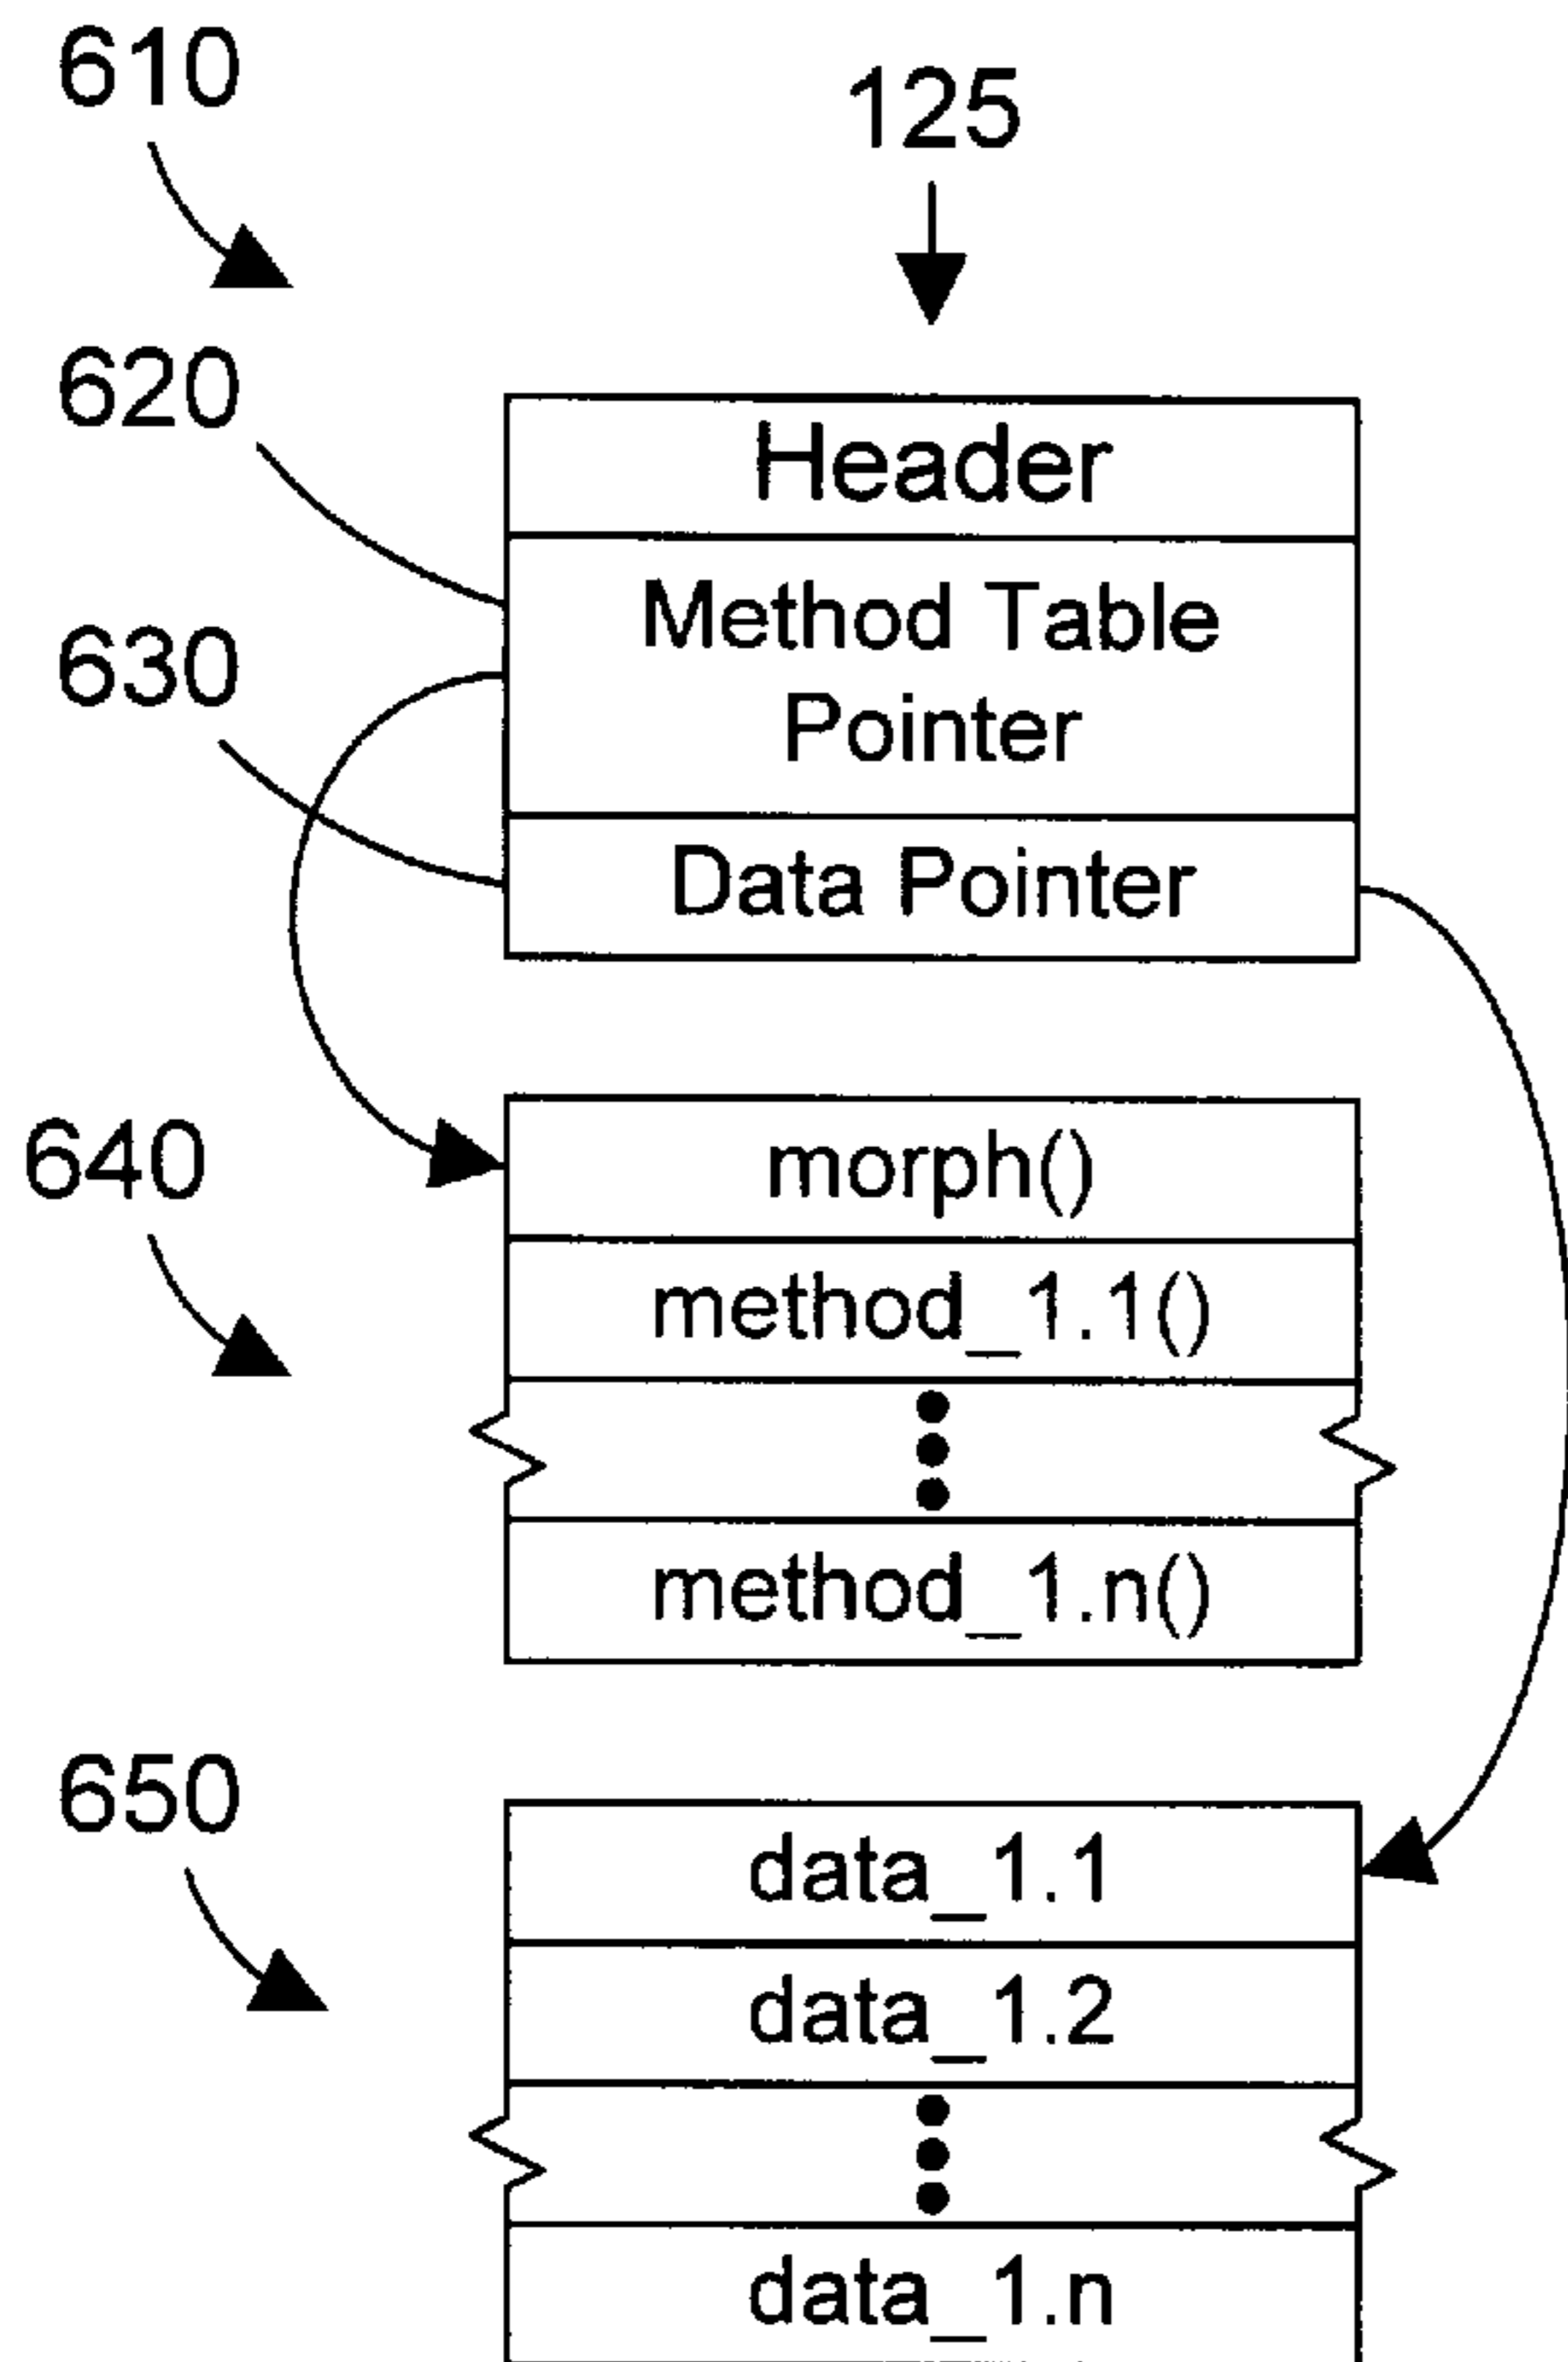 610
125
620
Header
Method Table
Pointer
630
Data Pointer
640
morph()
method_1.1()
method_1.n()
650
data_1.1
data_1.2
data_1.n